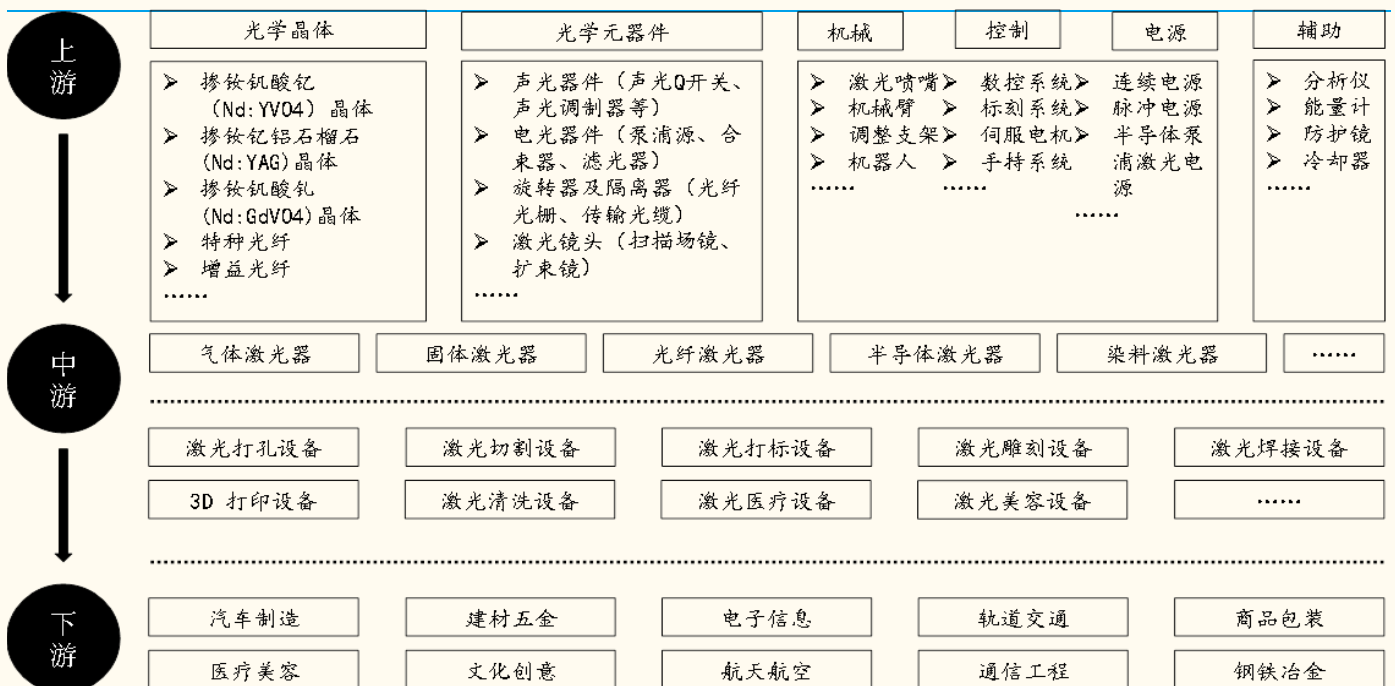 上游
光学晶体
光学元器件
机械
控制
电源
辅助
➢ 掺钕钒酸钇
(Nd:YVO4) 晶体
➢ 掺钕钇铝石榴石
(Nd:YAG)晶体
➢ 掺钕钒酸钆
(Nd:GdVO4)晶体
➢ 特种光纤
➢ 增益光纤
……
➢ 声光器件（声光Q开关、
声光调制器等）
➢ 电光器件（泵浦源、合
束器、滤光器）
➢ 旋转器及隔离器（光纤
光栅、传输光缆）
➢ 激光镜头（扫描场镜、
扩束镜）
……
➢ 激光喷嘴
➢ 机械臂
➢ 调整支架
➢ 机器人
……
➢ 数控系统
➢ 标刻系统
➢ 伺服电机
➢ 手持系统
……
➢ 连续电源
➢ 脉冲电源
➢ 半导体泵
浦激光电
源
……
➢ 分析仪
➢ 能量计
➢ 防护镜
➢ 冷却器
……
中游
气体激光器
固体激光器
光纤激光器
半导体激光器
染料激光器
……
激光打孔设备
激光切割设备
激光打标设备
激光雕刻设备
激光焊接设备
3D 打印设备
激光清洗设备
激光医疗设备
激光美容设备
……
下游
汽车制造
建材五金
电子信息
轨道交通
商品包装
医疗美容
文化创意
航天航空
通信工程
钢铁冶金